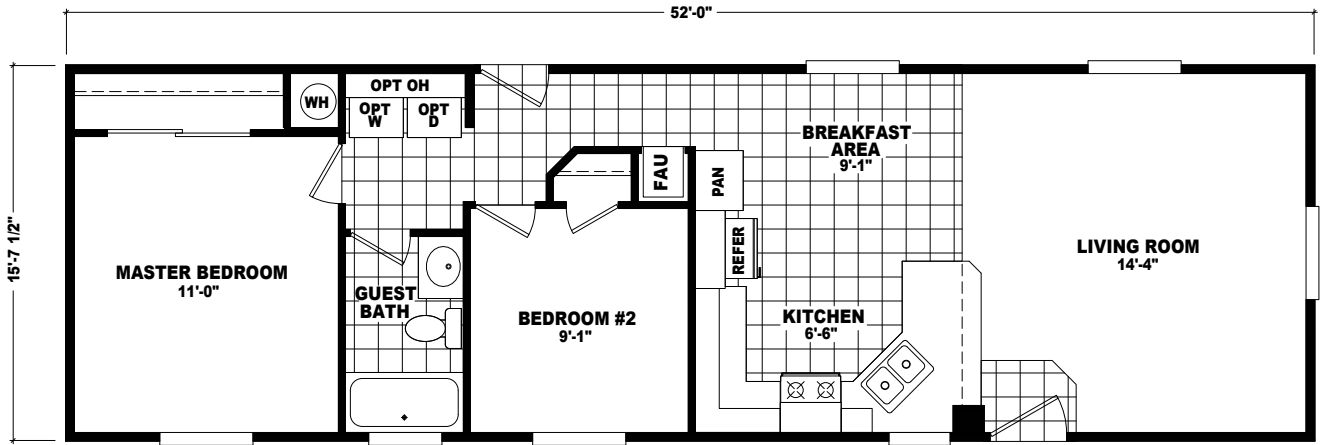 52'-0"
15'-7 1/2"
OPT OH
WH
OPT
W
OPT
D
BREAKFAST
AREA
9'-1"
FAU
PAN
REFER
MASTER BEDROOM
11'-0"
GUEST
BATH
BEDROOM #2
9'-1"
KITCHEN
6'-6"
LIVING ROOM
14'-4"